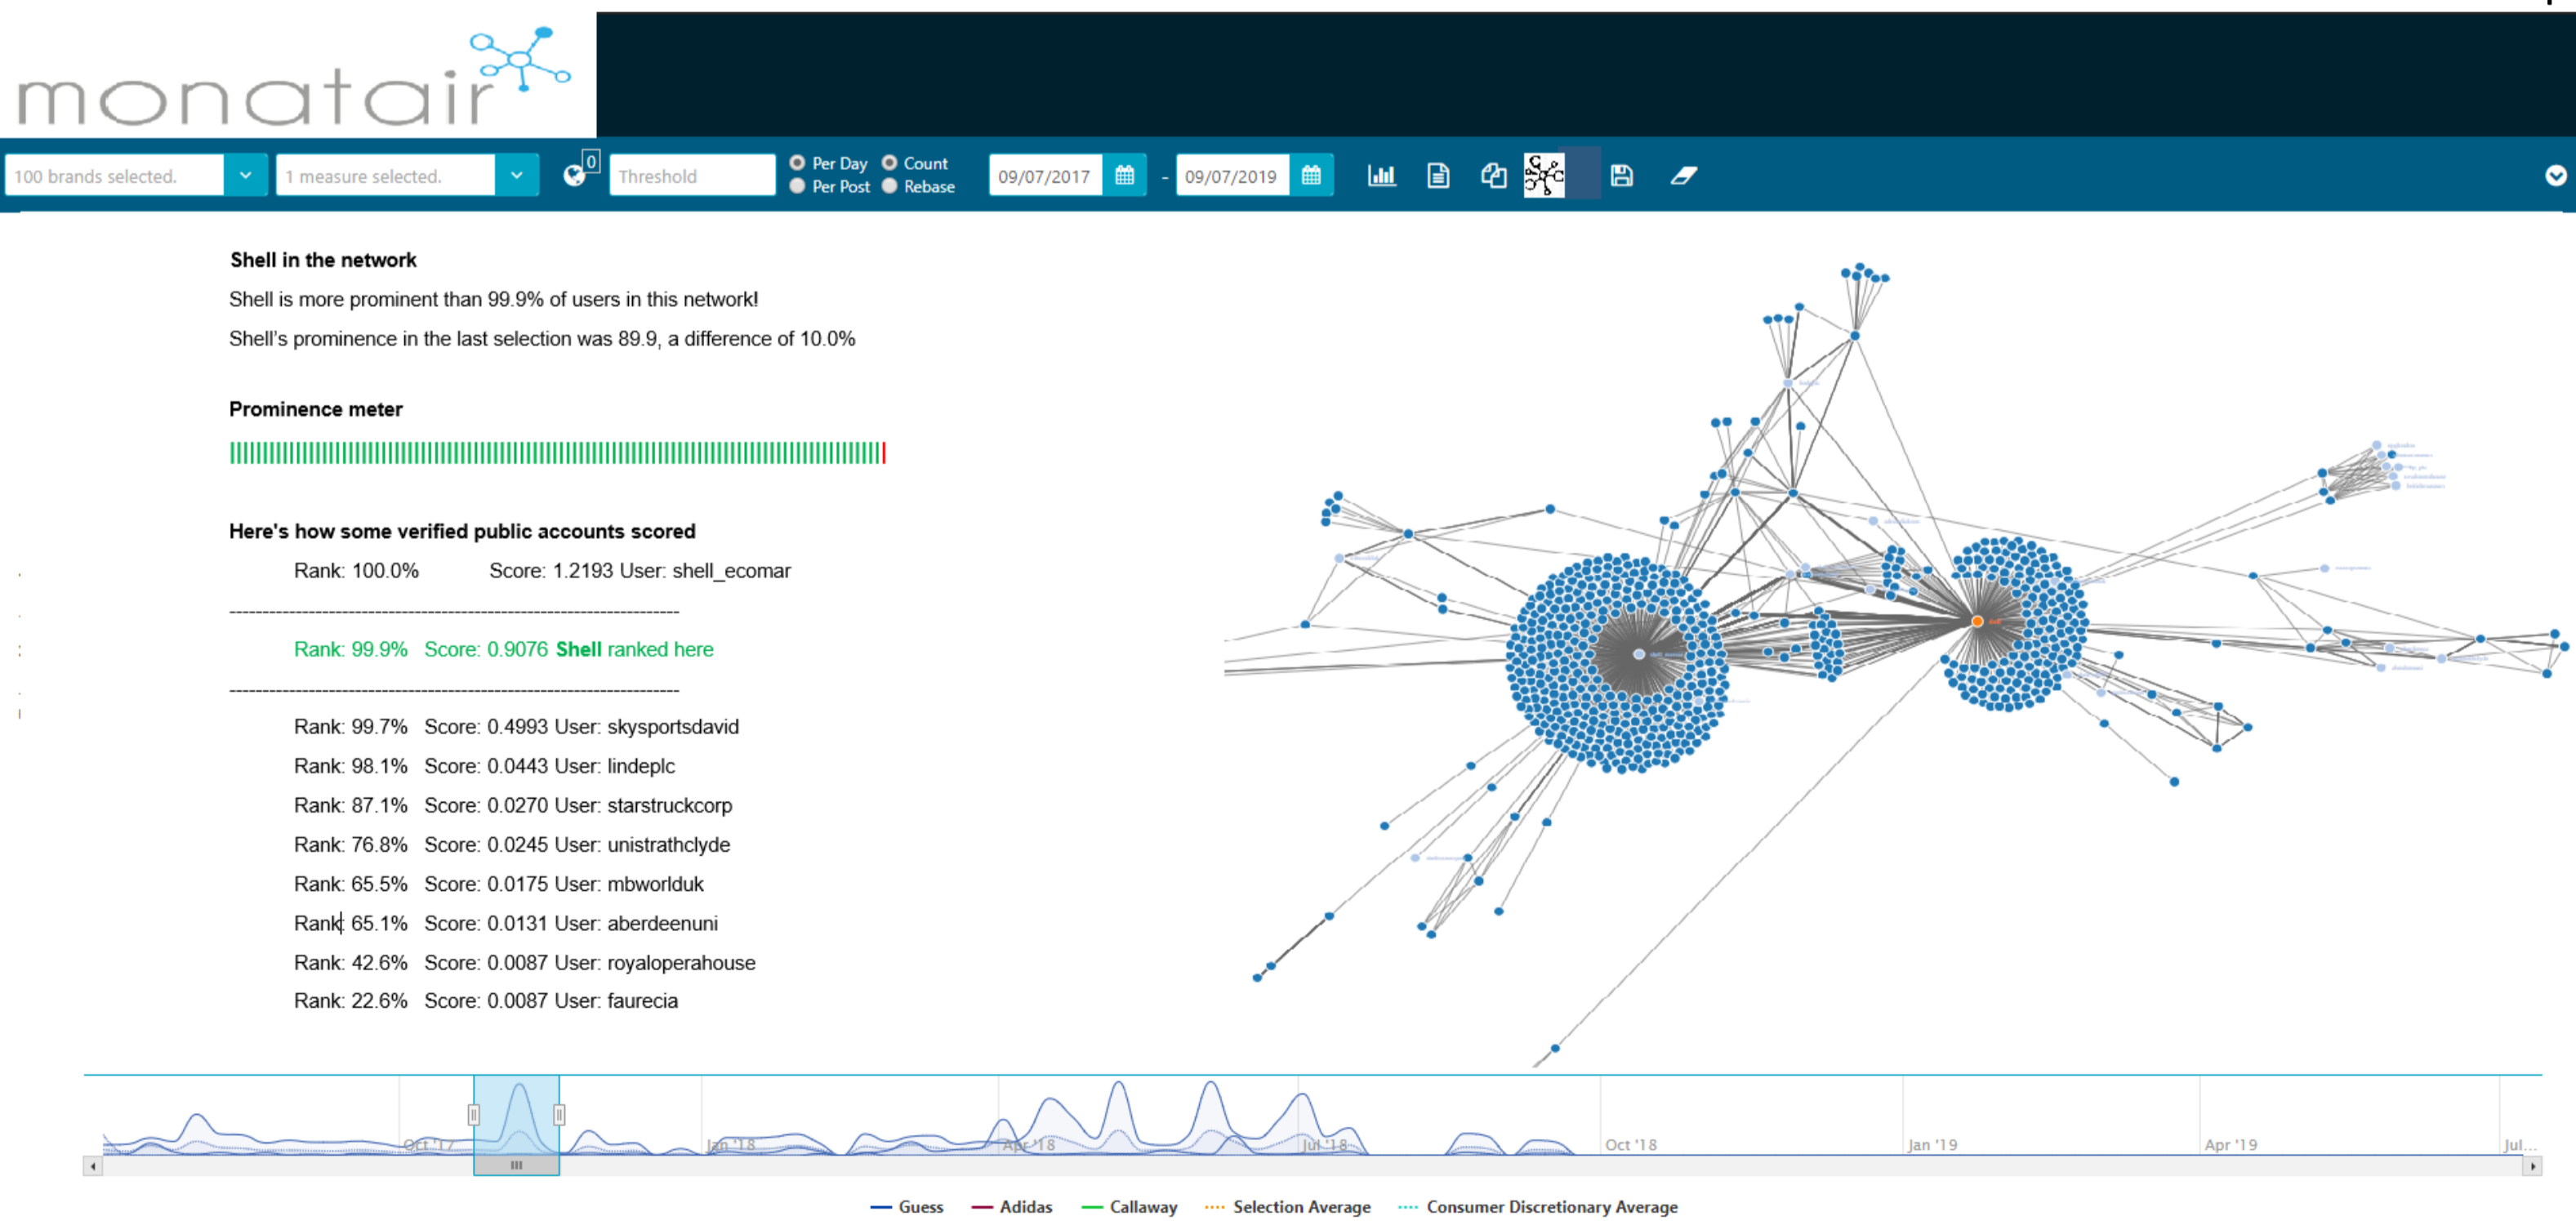 monatair
100 brands selected.
1 measure selected.
0
Threshold
Per Day
Count
Per Post
Rebase
09/07/2017
-
09/07/2019
Shell in the network
Shell is more prominent than 99.9% of users in this network!
Shell's prominence in the last selection was 89.9, a difference of 10.0%
Prominence meter
Here's how some verified public accounts scored
Rank: 100.0% Score: 1.2193 User: shell_ecomar
--------------------------------------------------------------------
Rank: 99.9% Score: 0.9076 Shell ranked here
--------------------------------------------------------------------
Rank: 99.7% Score: 0.4993 User: skysportsdavid
Rank: 98.1% Score: 0.0443 User: lindeplc
Rank: 87.1% Score: 0.0270 User: starstruckcorp
Rank: 76.8% Score: 0.0245 User: unistrathclyde
Rank: 65.5% Score: 0.0175 User: mbworlduk
Rank: 65.1% Score: 0.0131 User: aberdeenuni
Rank: 42.6% Score: 0.0087 User: royaloperahouse
Rank: 22.6% Score: 0.0087 User: faurecia
Oct '17
Jan '18
Apr '18
Jul '18
Oct '18
Jan '19
Apr '19
Jul...
Guess
Adidas
Callaway
Selection Average
Consumer Discretionary Average